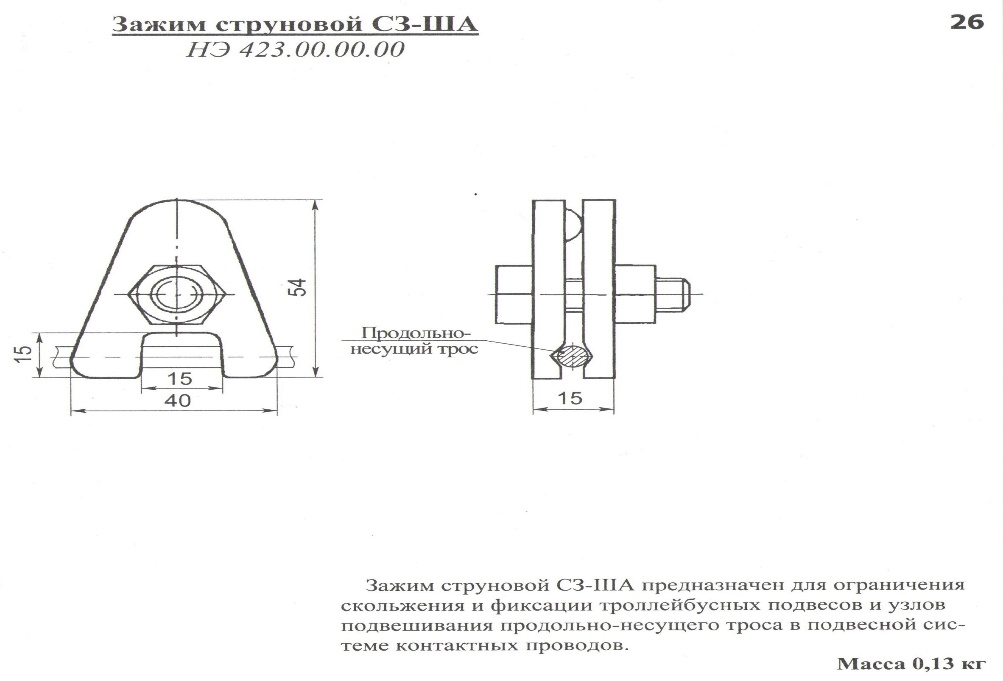 Зажим струновой СЗ-ША
26
НЭ 423.00.00.00
54
15
Продольно-
несущий трос
15
40
15
Зажим струновой СЗ-ША предназначен для ограничения
скольжения и фиксации троллейбусных подвесов и узлов
подвешивания продольно-несущего троса в подвесной сис-
теме контактных проводов.
Масса 0,13 кг